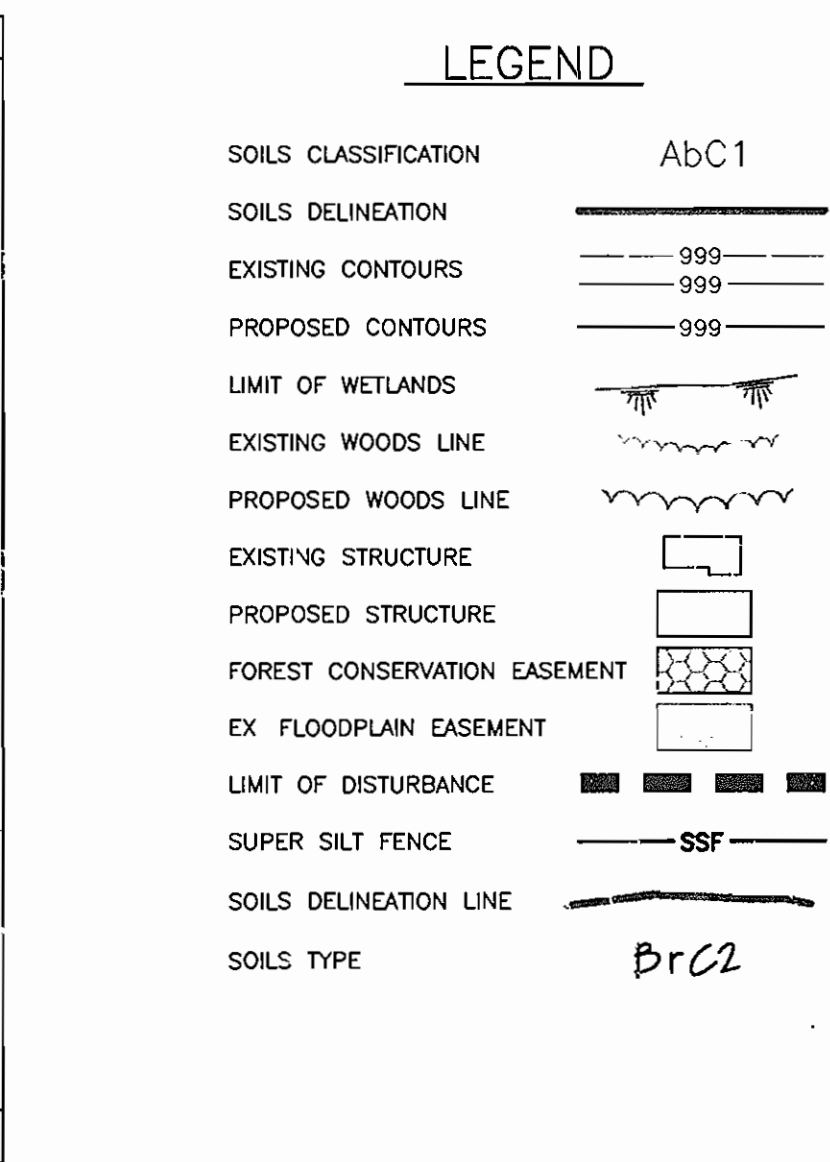 LEGEND
SOILS CLASSIFICATION AbC1
SOILS DELINEATION
EXISTING CONTOURS 999
999
PROPOSED CONTOURS 999
LIMIT OF WETLANDS
EXISTING WOODS LINE
PROPOSED WOODS LINE
EXISTING STRUCTURE
PROPOSED STRUCTURE
FOREST CONSERVATION EASEMENT
EX FLOODPLAIN EASEMENT
LIMIT OF DISTURBANCE
SUPER SILT FENCE SSF
SOILS DELINEATION LINE
SOILS TYPE BrC2